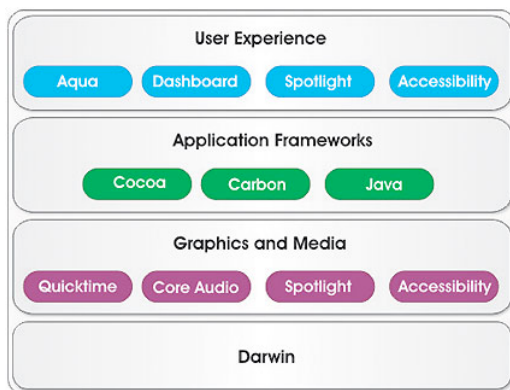 User Experience
Aqua Dashboard Spotlight Accessibility
Application Frameworks
Cocoa Carbon Java
Graphics and Media
Quicktime Core Audio Spotlight Accessibility
Darwin